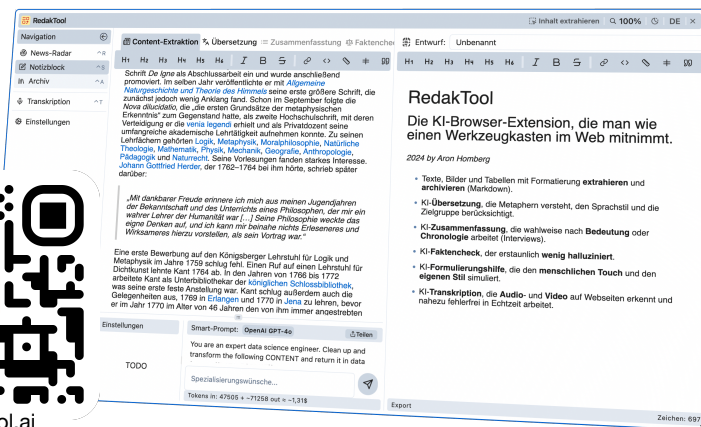 RedakTool
Inhalt extrahieren
100%
DE
Navigation
News-Radar ^R
Notizblock ^S
Archiv ^A
Transkription ^T
Einstellungen
Content-Extraktion Übersetzung Zusammenfassung Faktenchec
H1 H2 H3 H4 H5 H6 I B S
Schrift De Igne als Abschlussarbeit ein und wurde anschließend
promoviert. Im selben Jahr veröffentlichte er mit Allgemeine
Naturgeschichte und Theorie des Himmels seine erste größere Schrift, die
zunächst jedoch wenig Anklang fand. Schon im September folgte die
Nova dilucidatio, die „die ersten Grundsätze der metaphysischen
Erkenntnis" zum Gegenstand hatte, als zweite Hochschulschrift, mit deren
Verteidigung er die venia legendi erhielt und als Privatdozent seine
umfangreiche akademische Lehrtätigkeit aufnehmen konnte. Zu seinen
Lehrfächern gehörten Logik, Metaphysik, Moralphilosophie, Natürliche
Theologie, Mathematik, Physik, Mechanik, Geografie, Anthropologie,
Pädagogik und Naturrecht. Seine Vorlesungen fanden starkes Interesse.
Johann Gottfried Herder, der 1762–1764 bei ihm hörte, schrieb später
darüber:
„Mit dankbarer Freude erinnere ich mich aus meinen Jugendjahren
der Bekanntschaft und des Unterrichts eines Philosophen, der mir ein
wahrer Lehrer der Humanität war […] Seine Philosophie weckte das
eigne Denken auf, und ich kann mir beinahe nichts Erleseneres und
Wirksameres hierzu vorstellen, als sein Vortrag war."
Eine erste Bewerbung auf den Königsberger Lehrstuhl für Logik und
Metaphysik im Jahre 1759 schlug fehl. Einen Ruf auf einen Lehrstuhl für
Dichtkunst lehnte Kant 1764 ab. In den Jahren von 1766 bis 1772
arbeitete Kant als Unterbibliothekar der königlichen Schlossbibliothek,
was seine erste feste Anstellung war. Kant schlug außerdem auch die
Gelegenheiten aus, 1769 in Erlangen und 1770 in Jena zu lehren, bevor
er im Jahr 1770 im Alter von 46 Jahren den von ihm immer angestrebten
Einstellungen
TODO
Smart-Prompt: OpenAI GPT-4o
Teilen
You are an expert data science engineer. Clean up and
transform the following CONTENT and return it in data
Spezialisierungswünsche...
Tokens in: 47505 + ~71258 out ≈ ~1,31$
Entwurf: Unbenannt
H1 H2 H3 H4 H5 H6 I B S
RedakTool
Die KI-Browser-Extension, die man wie
einen Werkzeugkasten im Web mitnimmt.
2024 by Aron Homberg
• Texte, Bilder und Tabellen mit Formatierung extrahieren und
archivieren (Markdown).
• KI-Übersetzung, die Metaphern versteht, den Sprachstil und die
Zielgruppe berücksichtigt.
• KI-Zusammenfassung, die wahlweise nach Bedeutung oder
Chronologie arbeitet (Interviews).
• KI-Faktencheck, der erstaunlich wenig halluziniert.
• KI-Formulierungshilfe, die den menschlichen Touch und den
eigenen Stil simuliert.
• KI-Transkription, die Audio- und Video auf Webseiten erkennt und
nahezu fehlerfrei in Echtzeit arbeitet.
Export
Zeichen: 697
ol.ai